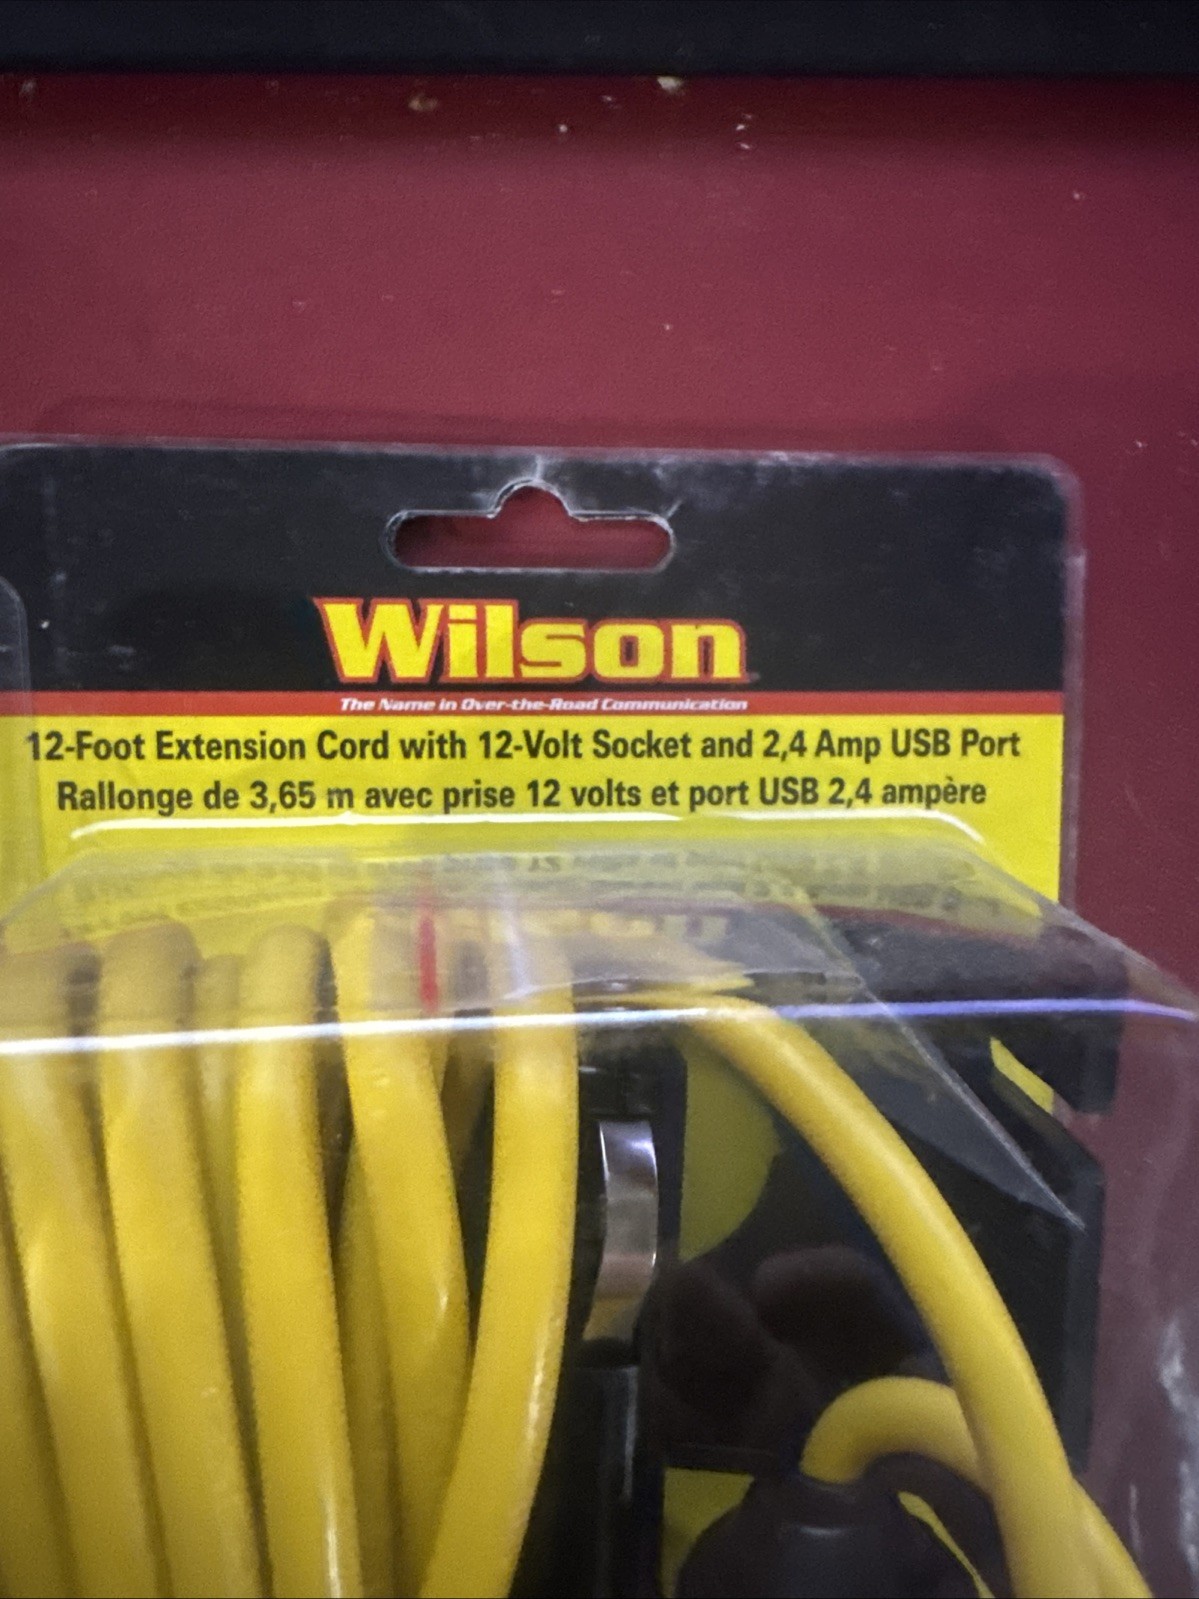 Wilson
The Name in Over-the-Road Communication
12-Foot Extension Cord with 12-Volt Socket and 2,4 Amp USB Port
Rallonge de 3,65 m avec prise 12 volts et port USB 2,4 ampère